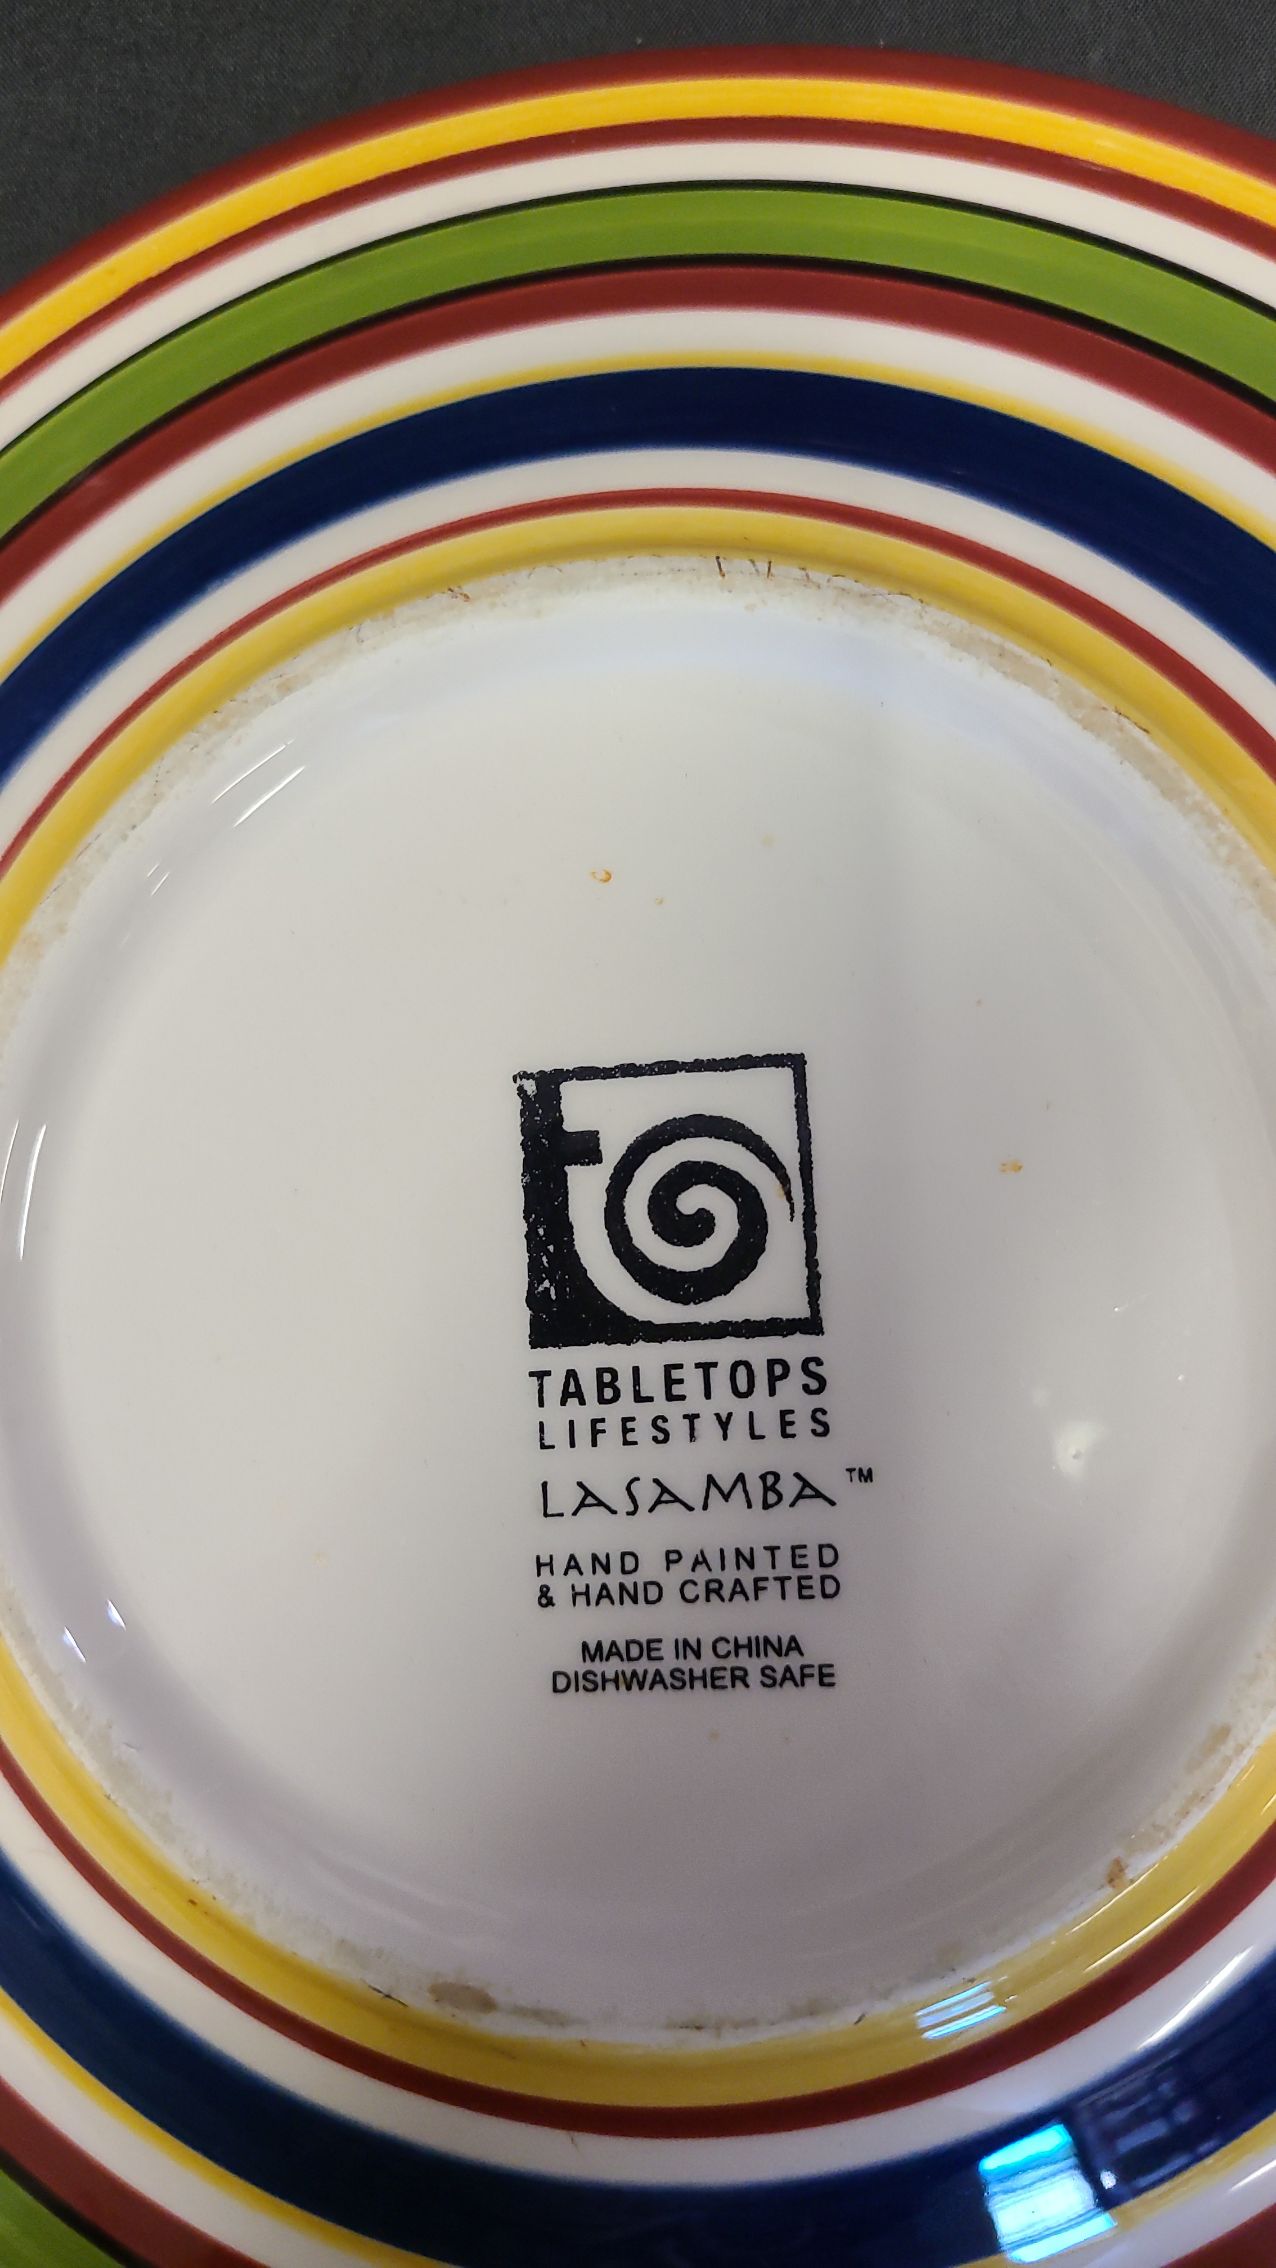 TABLETOPS
LIFESTYLES
LASAMBA™
HAND PAINTED
& HAND CRAFTED
MADE IN CHINA
DISHWASHER SAFE